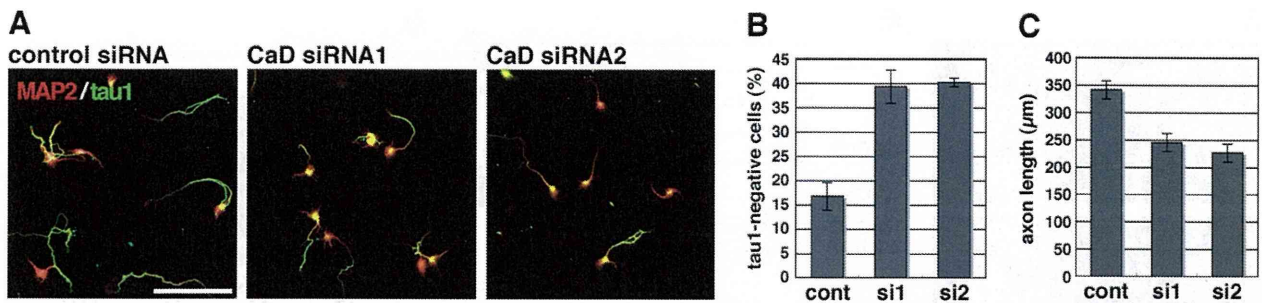 A
control siRNA
CaD siRNA1
CaD siRNA2
MAP2/tau1
B
tau1-negative cells (%)
45
40
35
30
25
20
15
10
5
0
cont si1 si2
C
axon length (µm)
400
350
300
250
200
150
100
50
0
cont si1 si2